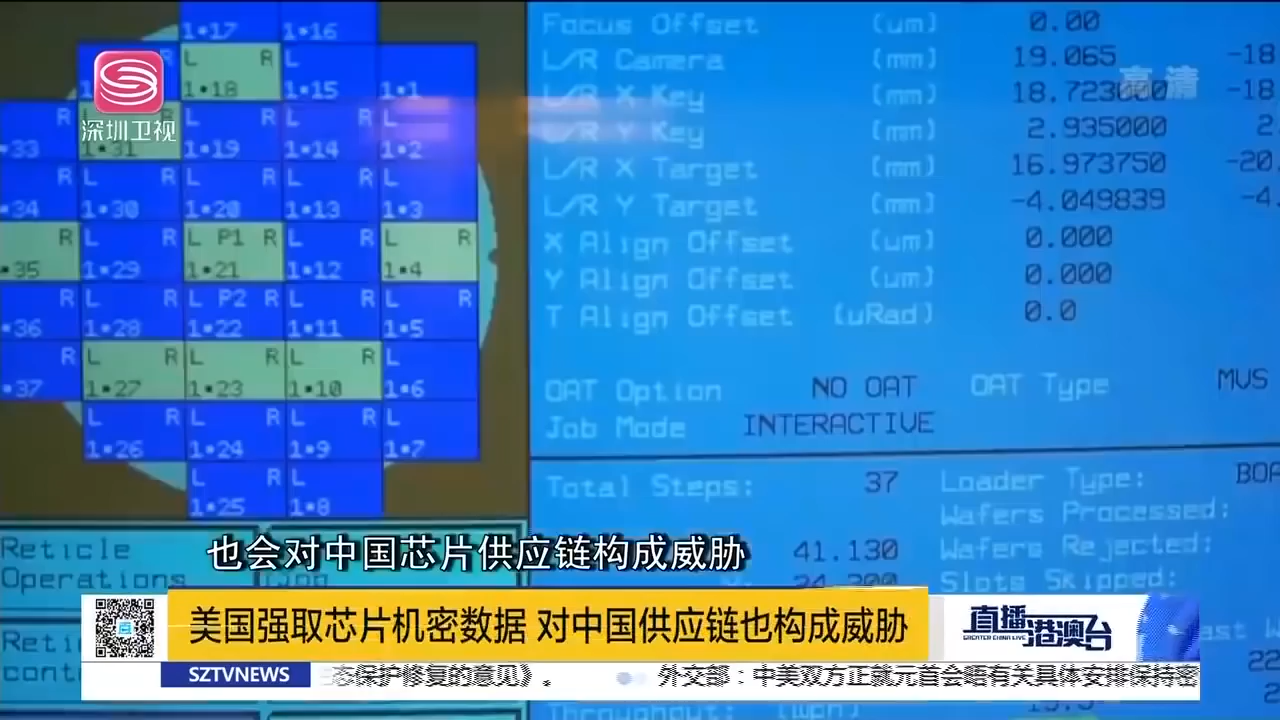 1•17 1•16
L R L
1•18 1•15 1•1
深圳卫视
高清
R R L R L
•33 1•31 1•19 1•14 1•2
R L R L R L R L
•34 1•30 1•20 1•13 1•3
R L L P1 R L L R
•35 1•29 1•21 1•12 1•4
R L R L P2 R L R L R
•36 1•28 1•22 1•11 1•5
R L R L R L R L
•37 1•27 1•23 1•10 1•6
L R L R L R L
1•26 1•24 1•9 1•7
L R L
1•25 1•8
Focus Offset (um) 0.00
L/R Camera (mm) 19.065 -18
L/R X Key (mm) 18.723000 -18
L/R Y Key (mm) 2.935000 2
L/R X Target (mm) 16.973750 -20
L/R Y Target (mm) -4.049839 -4
X Align Offset (um) 0.000
Y Align Offset (um) 0.000
T Align Offset (uRad) 0.0
OAT Option NO OAT OAT Type MVS
Job Mode INTERACTIVE
Total Steps: 37 Loader Type:
Wafers Processed:
41.130 Wafers Rejected:
Slots Skipped:
Reticle
Operations
也会对中国芯片供应链构成威胁
美国强取芯片机密数据 对中国供应链也构成威胁
直播港澳台
GREATER CHINA LIVE
SZTVNEWS
态保护修复的意见》。 外交部：中美双方正就元首会晤有关具体安排保持密
Throughput: (wph)